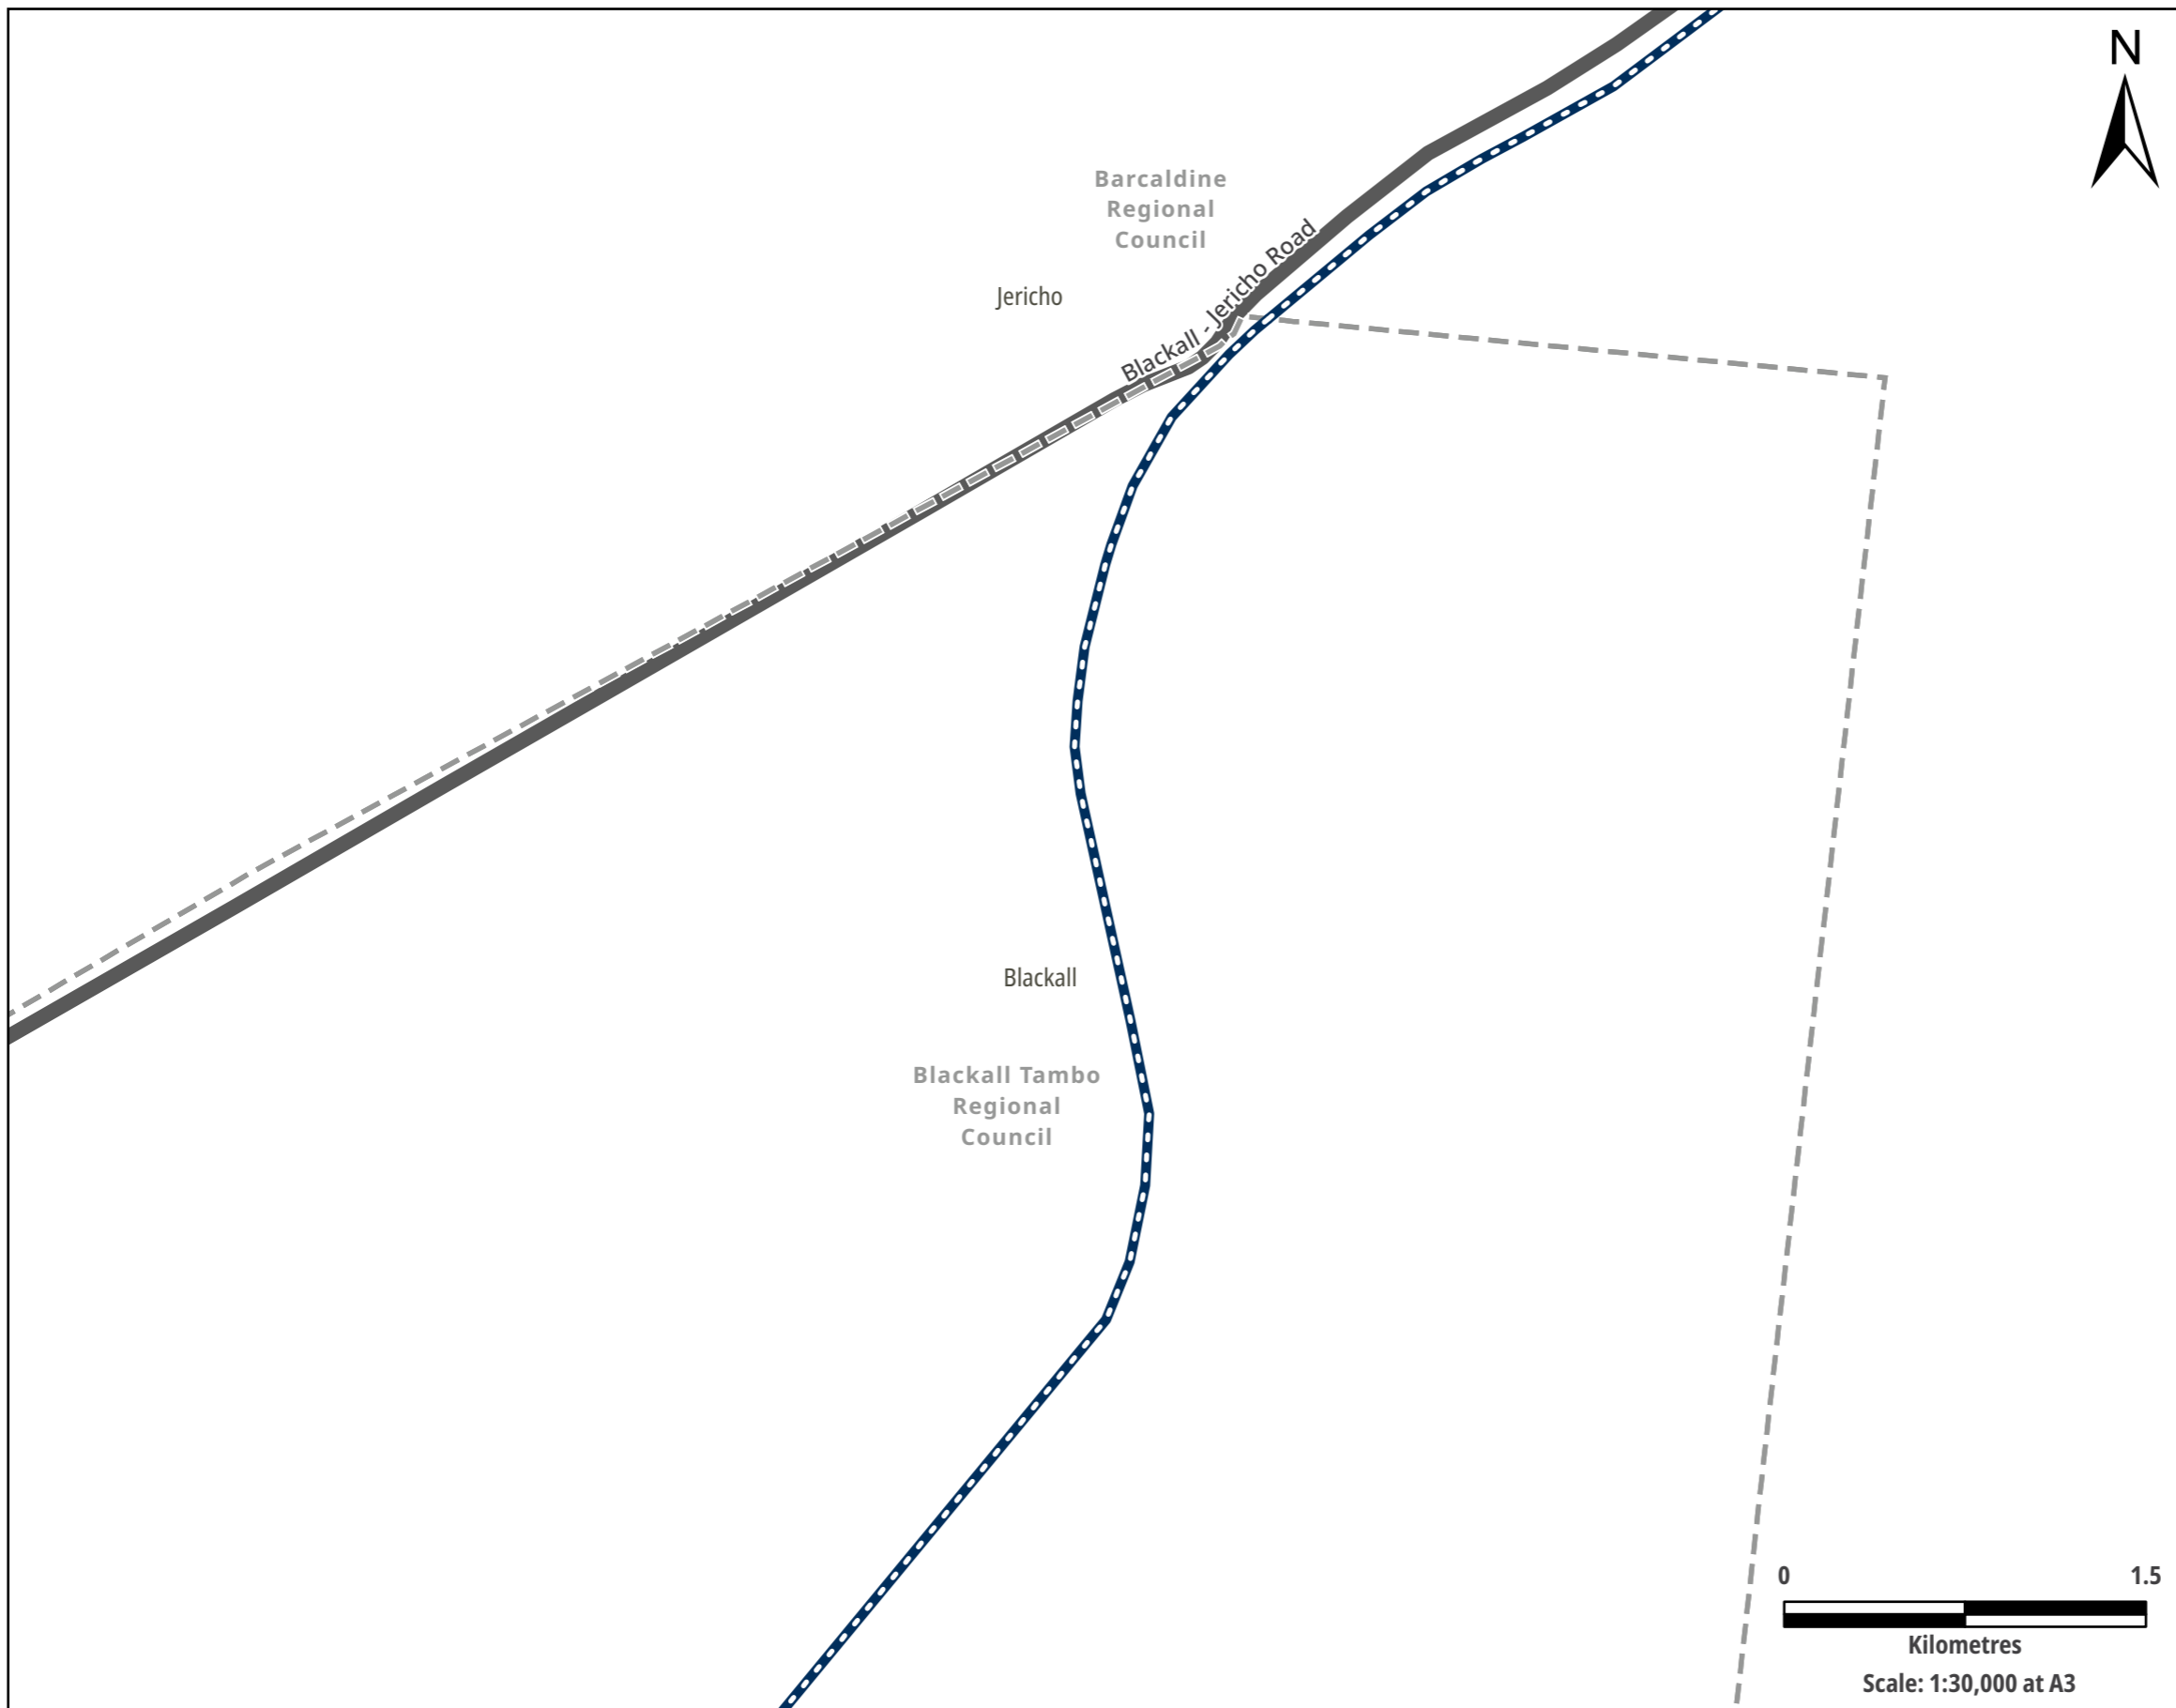 N
Barcaldine
Regional
Council
Jericho
Blackall - Jericho Road
Blackall
Blackall Tambo
Regional
Council
0 1.5
Kilometres
Scale: 1:30,000 at A3